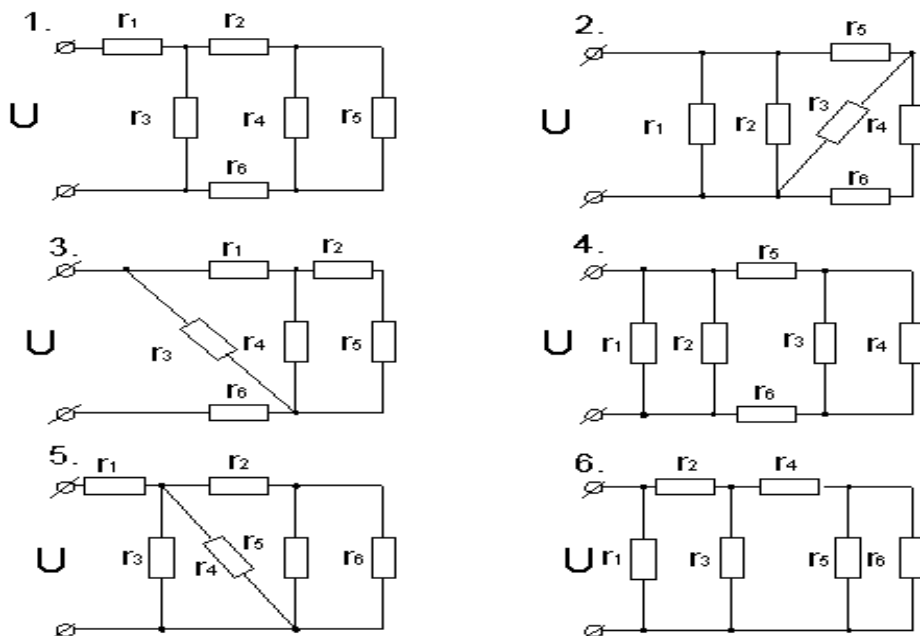 1. r₁ r₂
U r₃ r₄ r₅
r₆
2. r₅
U r₁ r₂ r₃ r₄
r₆
3. r₁ r₂
U r₃ r₄ r₅
r₆
4. r₅
U r₁ r₂ r₃ r₄
r₆
5. r₁ r₂
U r₃ r₄ r₅ r₆
6. r₂ r₄
U r₁ r₃ r₅ r₆